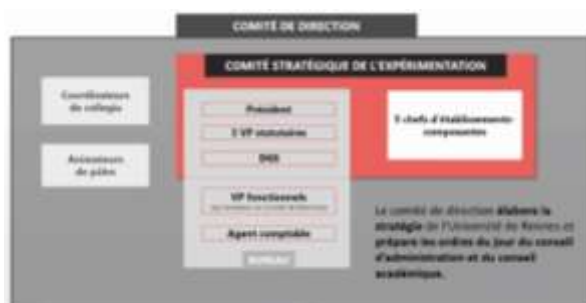 COMITÉ DE DIRECTION
COMITÉ STRATÉGIQUE DE L'EXPÉRIMENTATION
Coordinateurs
de collégia
Animateurs
de pôles
Président
VP statutaires
DGS
VP fonctionnels
Agent comptable
BUREAU
5 chefs d'établissements-
composantes
Le comité de direction élabore la
stratégie de l'Université de Rennes et
prépare les ordres du jour du conseil
d'administration et du conseil
académique.